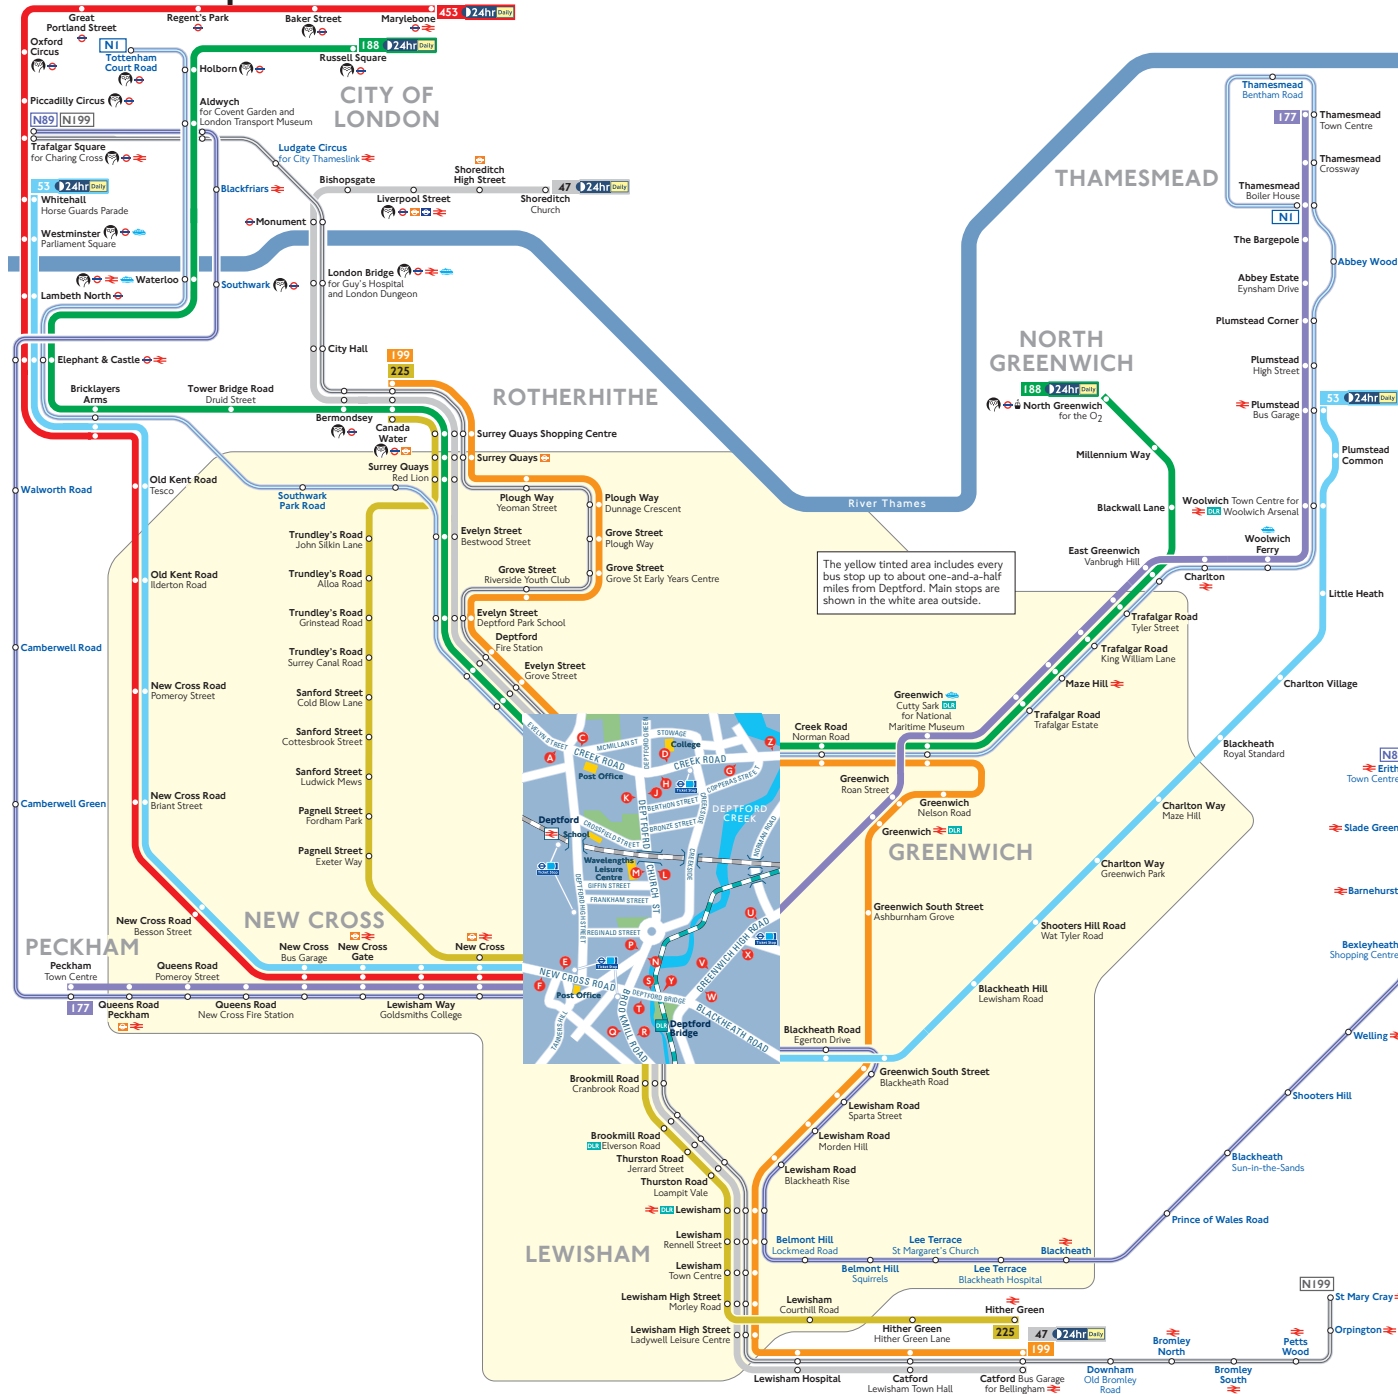 Great
Portland Street
Regent's Park
Baker Street
Marylebone
453 24hr Daily
Oxford
Circus
N1
Tottenham
Court Road
188 24hr Daily
Russell Square
Holborn
CITY OF
LONDON
Piccadilly Circus
Aldwych
for Covent Garden and
London Transport Museum
N89 N199
Trafalgar Square
for Charing Cross
Ludgate Circus
for City Thameslink
53 24hr Daily
Whitehall
Horse Guards Parade
Blackfriars
Bishopsgate
Liverpool Street
Shoreditch
High Street
Shoreditch
Church
47 24hr Daily
Westminster
Parliament Square
Monument
Waterloo
Southwark
London Bridge
for Guy's Hospital
and London Dungeon
Lambeth North
City Hall
Elephant & Castle
199
225
Bricklayers
Arms
Tower Bridge Road
Druid Street
Bermondsey
Canada
Water
ROTHERHITHE
Surrey Quays Shopping Centre
Surrey Quays
Surrey Quays
Red Lion
Walworth Road
Old Kent Road
Tesco
Southwark
Park Road
Plough Way
Yeoman Street
Plough Way
Dunnage Crescent
Evelyn Street
Bestwood Street
Grove Street
Plough Way
Grove Street
Riverside Youth Club
Grove Street
Grove St Early Years Centre
Trundley's Road
John Silkin Lane
Trundley's Road
Alloa Road
Trundley's Road
Grinstead Road
Trundley's Road
Surrey Canal Road
Old Kent Road
Ilderton Road
Evelyn Street
Deptford Park School
Deptford
Fire Station
Evelyn Street
Grove Street
Camberwell Road
New Cross Road
Pomeroy Street
Sanford Street
Cold Blow Lane
Sanford Street
Cottesbrook Street
Sanford Street
Ludwick Mews
Pagnell Street
Fordham Park
Pagnell Street
Exeter Way
Camberwell Green
New Cross Road
Briant Street
New Cross Road
Besson Street
NEW CROSS
PECKHAM
Peckham
Town Centre
Queens Road
Pomeroy Street
New Cross
Bus Garage
New Cross
Gate
New Cross
177
Queens Road
Peckham
Queens Road
New Cross Fire Station
Lewisham Way
Goldsmiths College
THAMESMEAD
Thamesmead
Bentham Road
177
Thamesmead
Town Centre
Thamesmead
Crossway
Thamesmead
Boiler House
N1
The Bargepole
Abbey Wood
Abbey Estate
Eynsham Drive
Plumstead Corner
Plumstead
High Street
Plumstead
Bus Garage
53 24hr Daily
Plumstead
Common
NORTH
GREENWICH
188 24hr Daily
North Greenwich
for the O2
Millennium Way
Blackwall Lane
Woolwich Town Centre for
DLR Woolwich Arsenal
Woolwich
Ferry
East Greenwich
Vanbrugh Hill
Charlton
Little Heath
River Thames
The yellow tinted area includes every
bus stop up to about one-and-a-half
miles from Deptford. Main stops are
shown in the white area outside.
Trafalgar Road
Tyler Street
Trafalgar Road
King William Lane
Maze Hill
Trafalgar Road
Trafalgar Estate
Greenwich
Cutty Sark DLR
for National
Maritime Museum
Creek Road
Norman Road
Greenwich
Roan Street
Greenwich
Nelson Road
Greenwich DLR
GREENWICH
Charlton Village
Blackheath
Royal Standard
Charlton Way
Maze Hill
Charlton Way
Greenwich Park
Greenwich South Street
Ashburnham Grove
Shooters Hill Road
Wat Tyler Road
Blackheath Hill
Lewisham Road
Blackheath Road
Egerton Drive
Greenwich South Street
Blackheath Road
N8
Erith
Town Centre
Slade Green
Barnehurst
Bexleyheath
Shopping Centre
Welling
Shooters Hill
Blackheath
Sun-in-the-Sands
Prince of Wales Road
EVELYN STREET
C
MCMILLAN ST
DEPTFORD GREEN
STOWAGE
College
Z
A
CREEK ROAD
D
CREEK ROAD
G
Post Office
H
Ticket Stop
COPPERAS STREET
K
J
BERTHON STREET
DEPTFORD
CREEK
Deptford
School
CROSSFIELD STREET
DEPTFORD
CHURCH ST
BRONZE STREET
CREEKSIDE
NORMAN ROAD
Wavelengths
Leisure
Centre
M
L
Ticket Stop
GIFFIN STREET
FRANKHAM STREET
CREEKSIDE
DEPTFORD HIGH STREET
REGINALD STREET
U
P
Ticket Stop
GREENWICH HIGH ROAD
E
Ticket Stop
N
V
X
F
NEW CROSS ROAD
S
Y
Post Office
DEPTFORD BRIDGE
W
T
BLACKHEATH ROAD
TANNERS HILL
Q
R
BROOKMILL ROAD
DLR Deptford
Bridge
Brookmill Road
Cranbrook Road
Brookmill Road
DLR Elverson Road
Thurston Road
Jerrard Street
Thurston Road
Loampit Vale
DLR Lewisham
Lewisham
Rennell Street
Lewisham
Town Centre
LEWISHAM
Lewisham High Street
Morley Road
Lewisham High Street
Ladywell Leisure Centre
Lewisham Road
Sparta Street
Lewisham Road
Morden Hill
Lewisham Road
Blackheath Rise
Belmont Hill
Lockmead Road
Belmont Hill
Squirrels
Lee Terrace
St Margaret's Church
Lee Terrace
Blackheath Hospital
Blackheath
Lewisham
Courthill Road
Hither Green
Hither Green Lane
Hither Green
225
47 24hr Daily
199
Lewisham Hospital
Catford
Lewisham Town Hall
Catford Bus Garage
for Bellingham
Downham
Old Bromley
Road
Bromley
North
Bromley
South
Petts
Wood
N199
St Mary Cray
Orpington